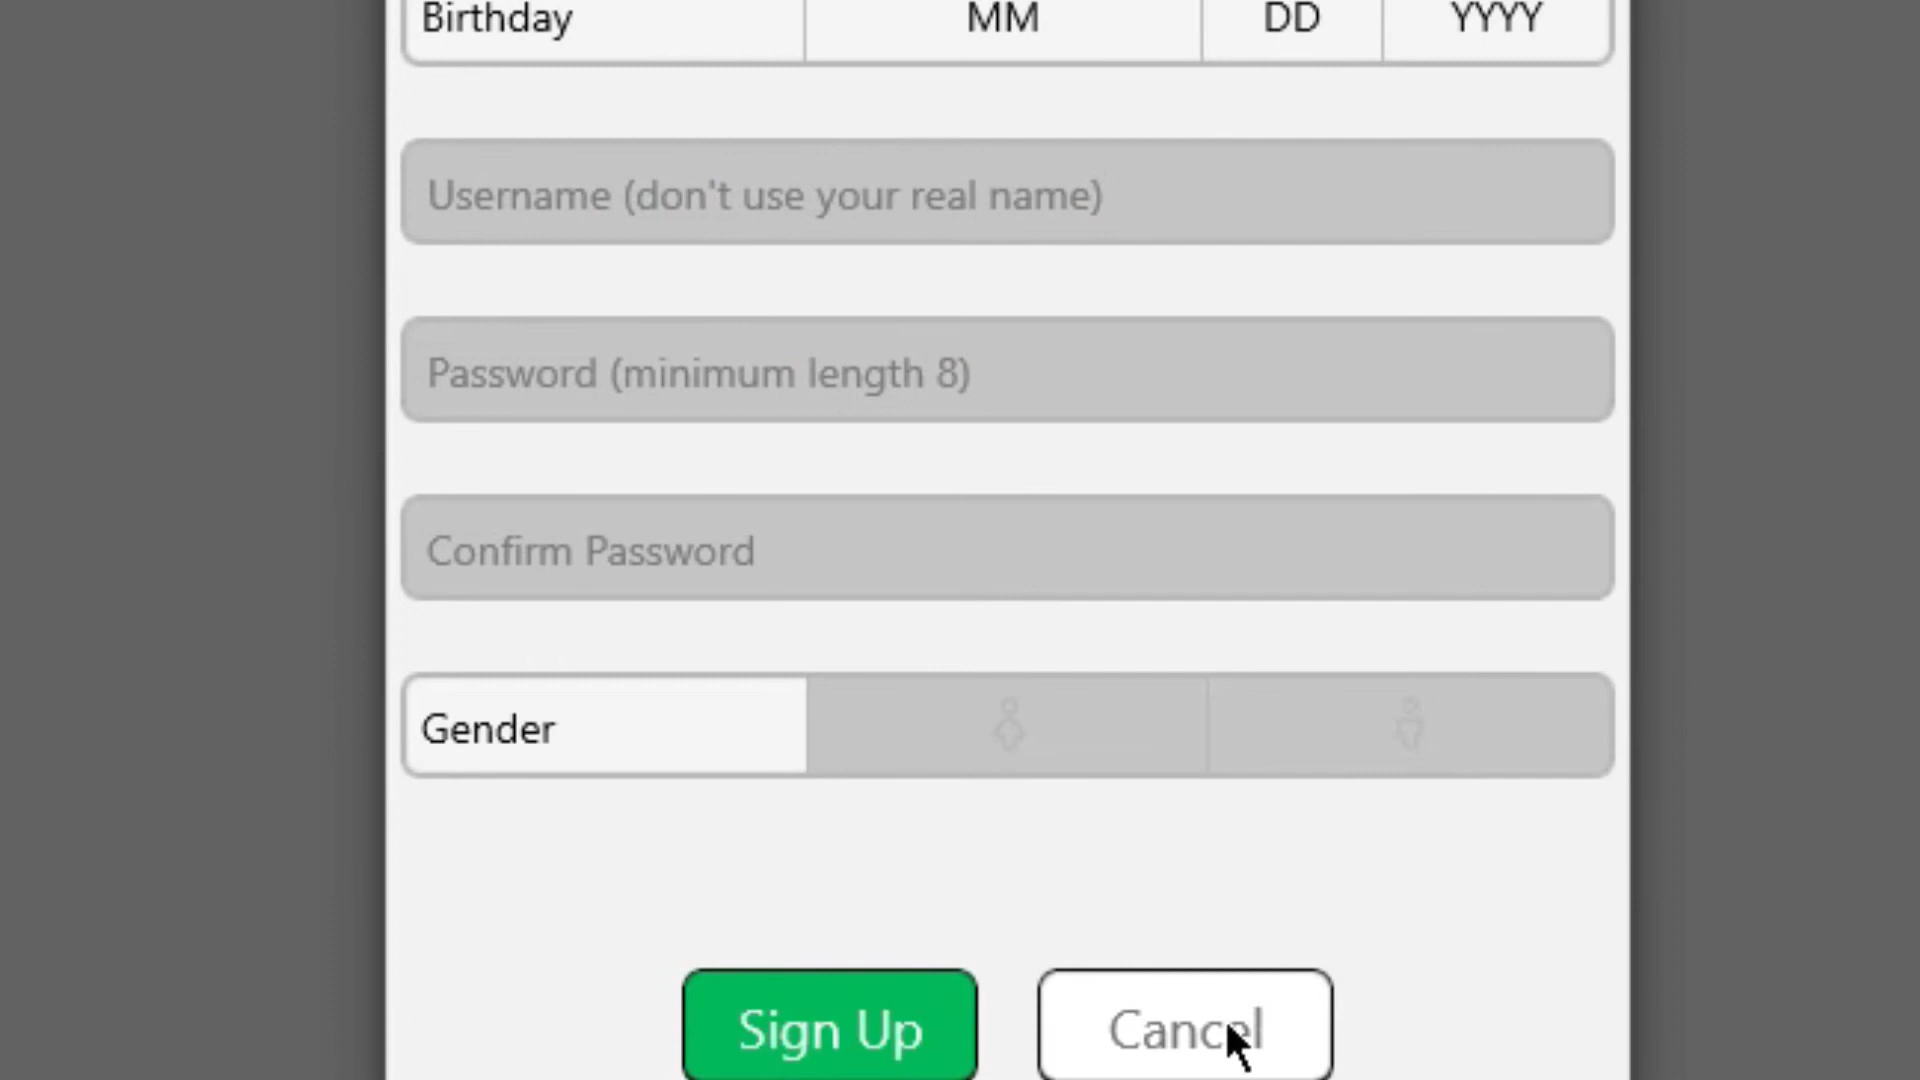 Birthday MM DD YYYY
Username (don't use your real name)
Password (minimum length 8)
Confirm Password
Gender
Sign Up Cancel